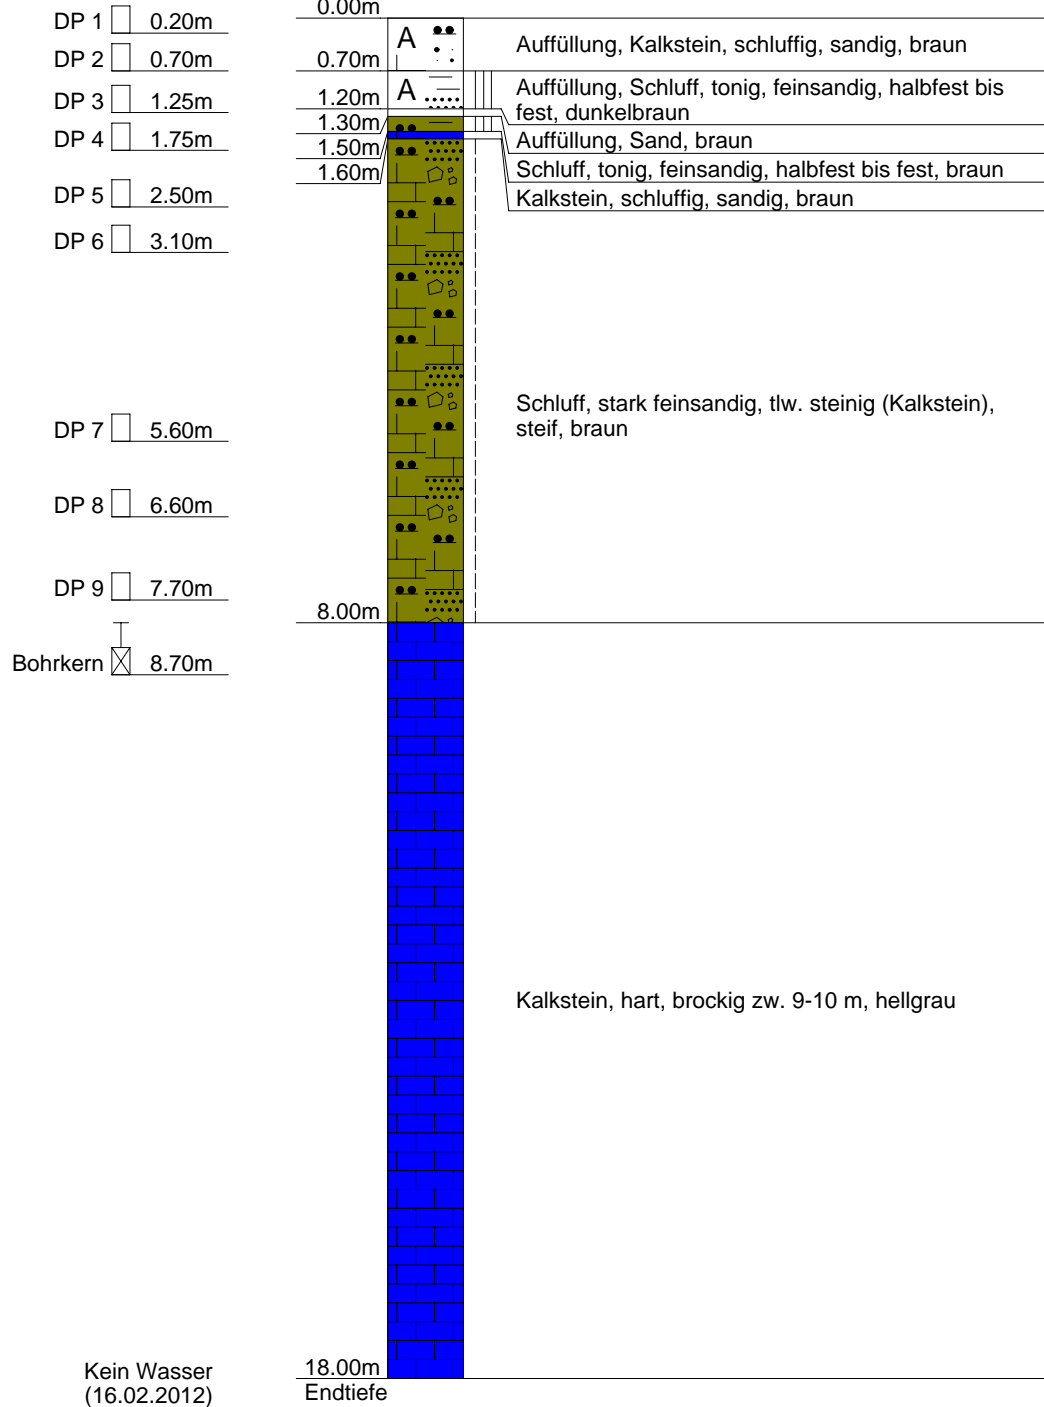 0.00m
DP 1 0.20m
A
Auffüllung, Kalkstein, schluffig, sandig, braun
DP 2 0.70m
0.70m
A
Auffüllung, Schluff, tonig, feinsandig, halbfest bis
fest, dunkelbraun
DP 3 1.25m
1.20m
1.30m
Auffüllung, Sand, braun
DP 4 1.75m
1.50m
Schluff, tonig, feinsandig, halbfest bis fest, braun
1.60m
Kalkstein, schluffig, sandig, braun
DP 5 2.50m
DP 6 3.10m
Schluff, stark feinsandig, tlw. steinig (Kalkstein),
steif, braun
DP 7 5.60m
DP 8 6.60m
DP 9 7.70m
8.00m
Bohrkern 8.70m
Kalkstein, hart, brockig zw. 9-10 m, hellgrau
Kein Wasser
(16.02.2012)
18.00m
Endtiefe